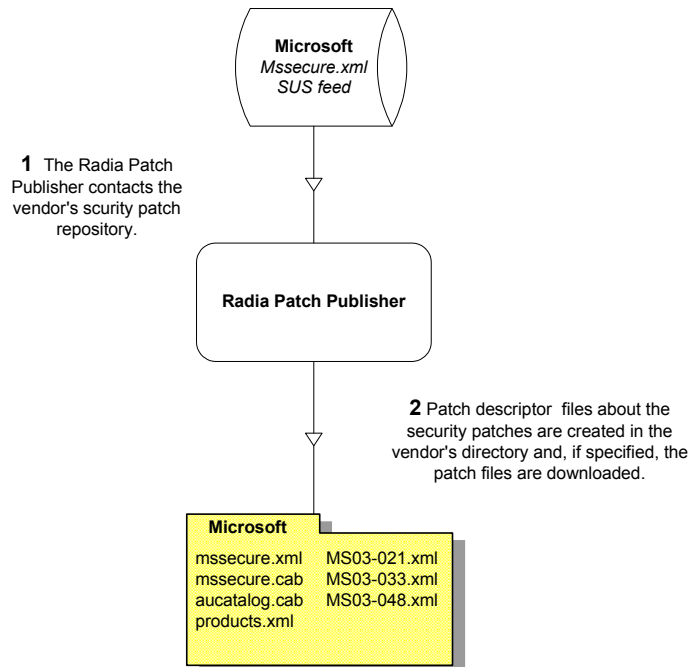 Microsoft
Mssecure.xml
SUS feed
1 The Radia Patch
Publisher contacts the
vendor's scurity patch
repository.
Radia Patch Publisher
2 Patch descriptor files about the
security patches are created in the
vendor's directory and, if specified, the
patch files are downloaded.
Microsoft
mssecure.xml MS03-021.xml
mssecure.cab MS03-033.xml
aucatalog.cab MS03-048.xml
products.xml